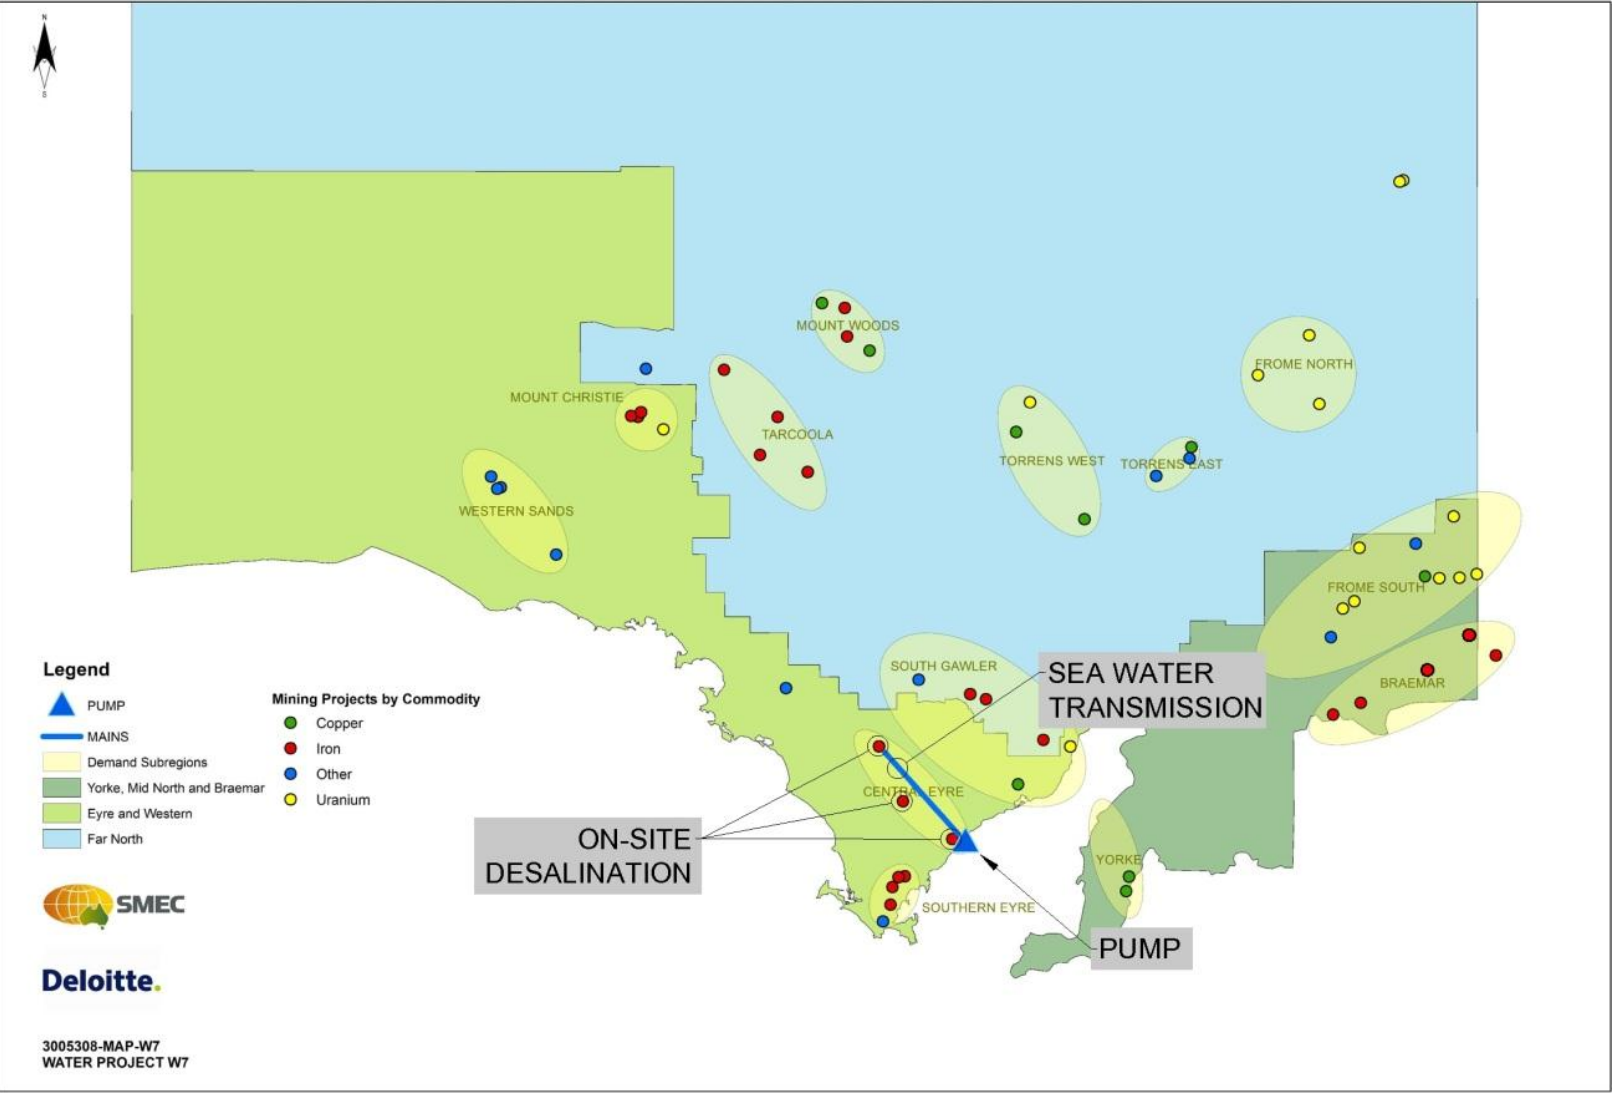 N
S
MOUNT WOODS
FROME NORTH
MOUNT CHRISTIE
TARCOOLA
TORRENS WEST
TORRENS EAST
WESTERN SANDS
FROME SOUTH
SOUTH GAWLER
SEA WATER
TRANSMISSION
BRAEMAR
CENTRAL EYRE
ON-SITE
DESALINATION
YORKE
SOUTHERN EYRE
PUMP
Legend
PUMP
MAINS
Demand Subregions
Yorke, Mid North and Braemar
Eyre and Western
Far North
Mining Projects by Commodity
Copper
Iron
Other
Uranium
SMEC
Deloitte.
3005308-MAP-W7
WATER PROJECT W7